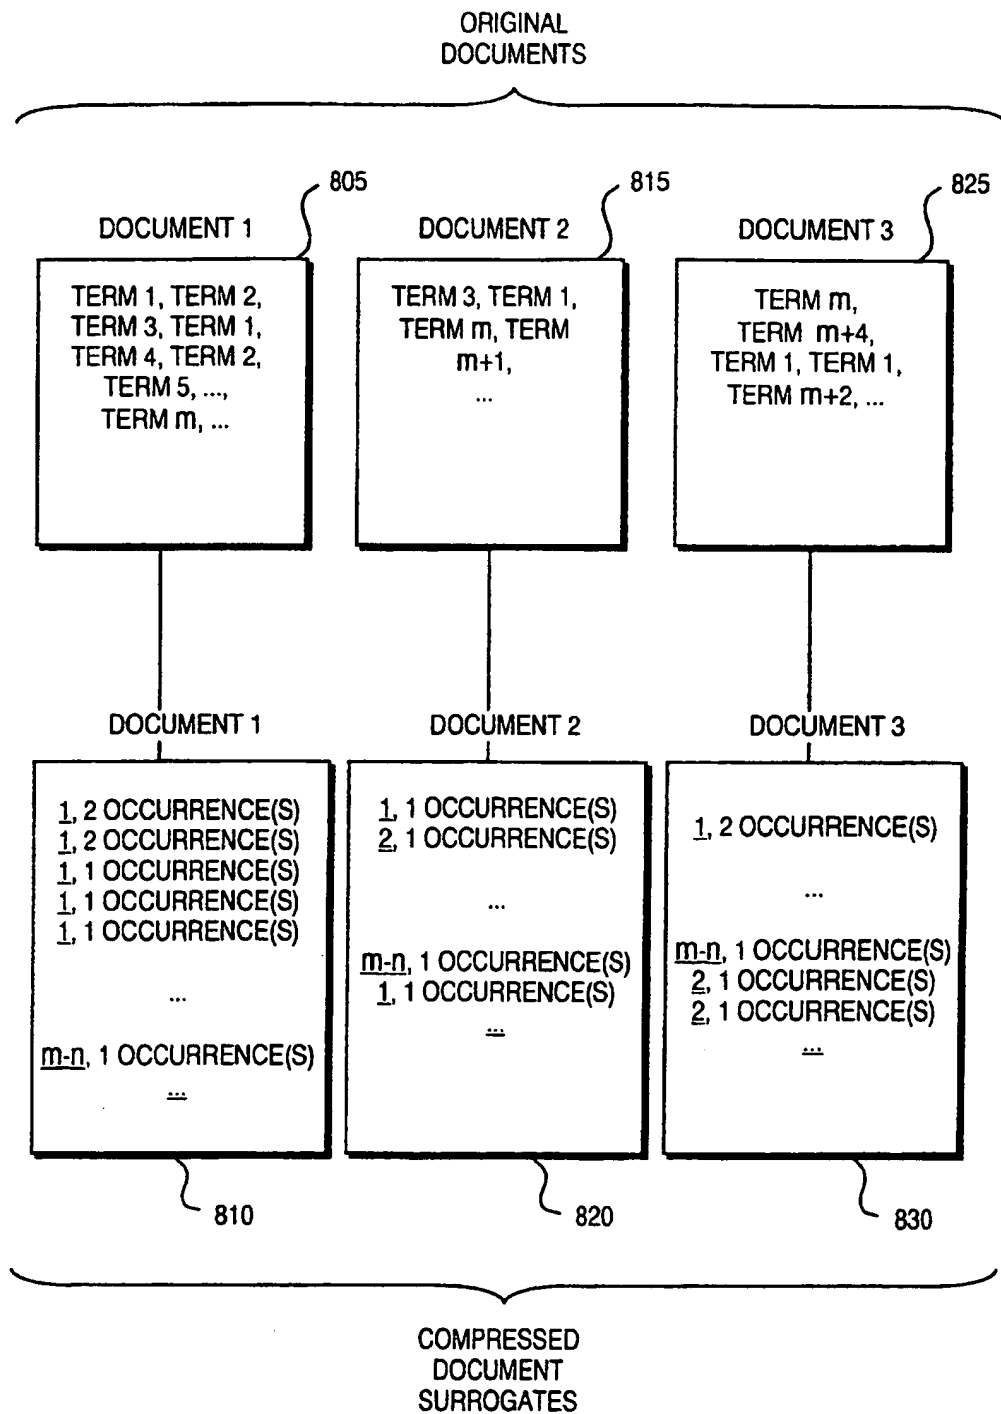 ORIGINAL
DOCUMENTS
805
815
825
DOCUMENT 1
DOCUMENT 2
DOCUMENT 3
TERM 1, TERM 2,
TERM 3, TERM 1,
TERM 4, TERM 2,
TERM 5, ...,
TERM m, ...
TERM 3, TERM 1,
TERM m, TERM
m+1,
...
TERM m,
TERM m+4,
TERM 1, TERM 1,
TERM m+2, ...
DOCUMENT 1
DOCUMENT 2
DOCUMENT 3
1, 2 OCCURRENCE(S)
1, 2 OCCURRENCE(S)
1, 1 OCCURRENCE(S)
1, 1 OCCURRENCE(S)
1, 1 OCCURRENCE(S)
...
m-n, 1 OCCURRENCE(S)
...
1, 1 OCCURRENCE(S)
2, 1 OCCURRENCE(S)
...
m-n, 1 OCCURRENCE(S)
1, 1 OCCURRENCE(S)
...
1, 2 OCCURRENCE(S)
...
m-n, 1 OCCURRENCE(S)
2, 1 OCCURRENCE(S)
2, 1 OCCURRENCE(S)
...
810
820
830
COMPRESSED
DOCUMENT
SURROGATES